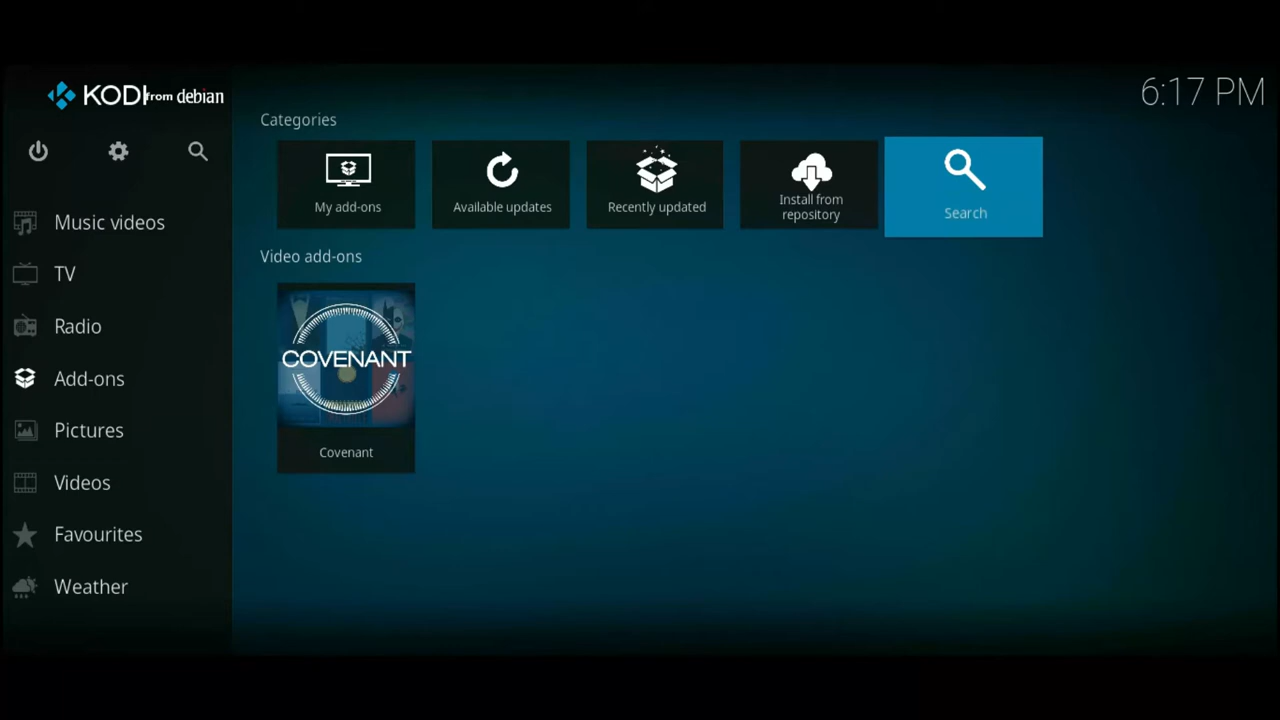 KODI from debian
6:17 PM
Categories
My add-ons
Available updates
Recently updated
Install from
repository
Search
Music videos
TV
Radio
Add-ons
Pictures
Videos
Favourites
Weather
Video add-ons
COVENANT
Covenant